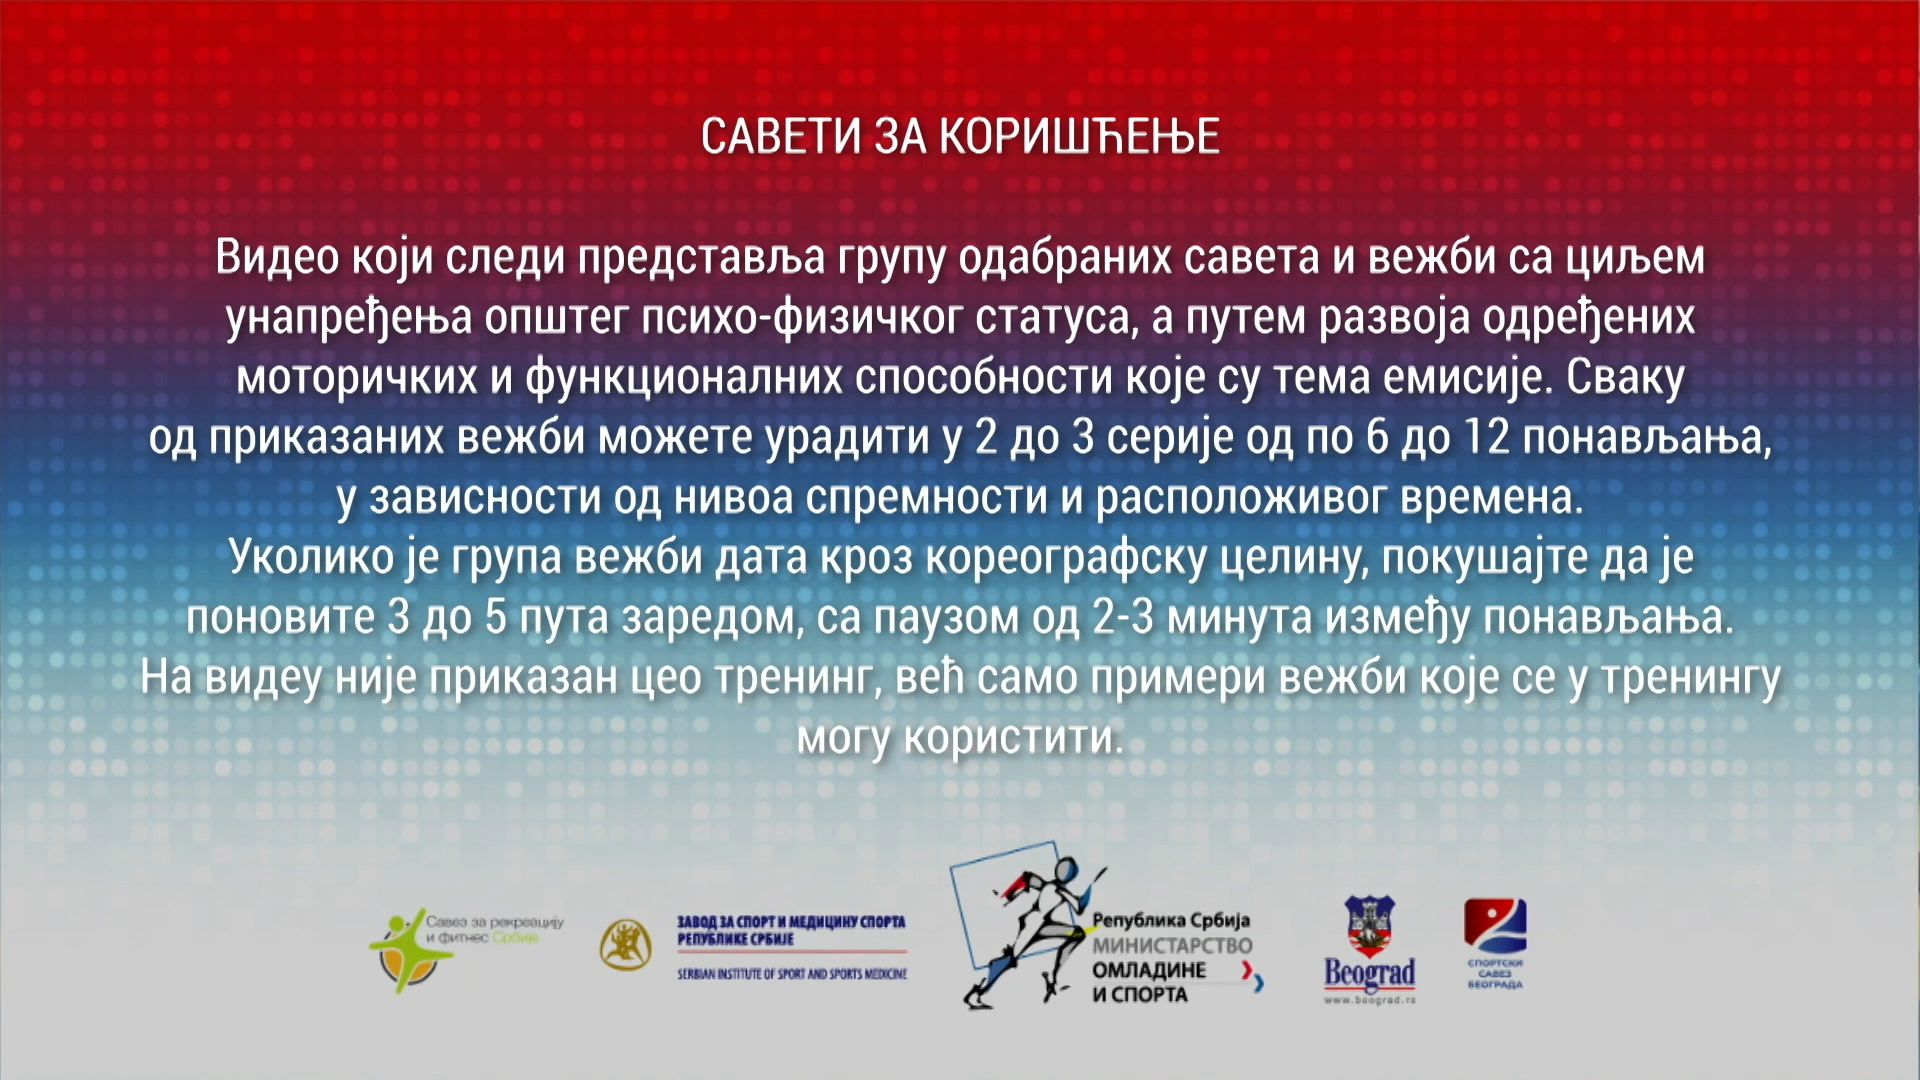 САВЕТИ ЗА КОРИШЋЕЊЕ
Видео који следи представља групу одабраних савета и вежби са циљем
унапређења општег психо-физичког статуса, а путем развоја одређених
моторичких и функционалних способности које су тема емисије. Сваку
од приказаних вежби можете урадити у 2 до 3 серије од по 6 до 12 понављања,
у зависности од нивоа спремности и расположивог времена.
Уколико је група вежби дата кроз кореографску целину, покушајте да је
поновите 3 до 5 пута заредом, са паузом од 2-3 минута између понављања.
На видеу није приказан цео тренинг, већ само примери вежби које се у тренингу
могу користити.
Савез за рекреацију
и фитнес Србије
ЗАВОД ЗА СПОРТ И МЕДИЦИНУ СПОРТА
РЕПУБЛИКЕ СРБИЈЕ
SERBIAN INSTITUTE OF SPORT AND SPORTS MEDICINE
Република Србија
МИНИСТАРСТВО
ОМЛАДИНЕ
И СПОРТА
Beograd
www.beograd.rs
СПОРТСКИ
САВЕЗ
БЕОГРАДА